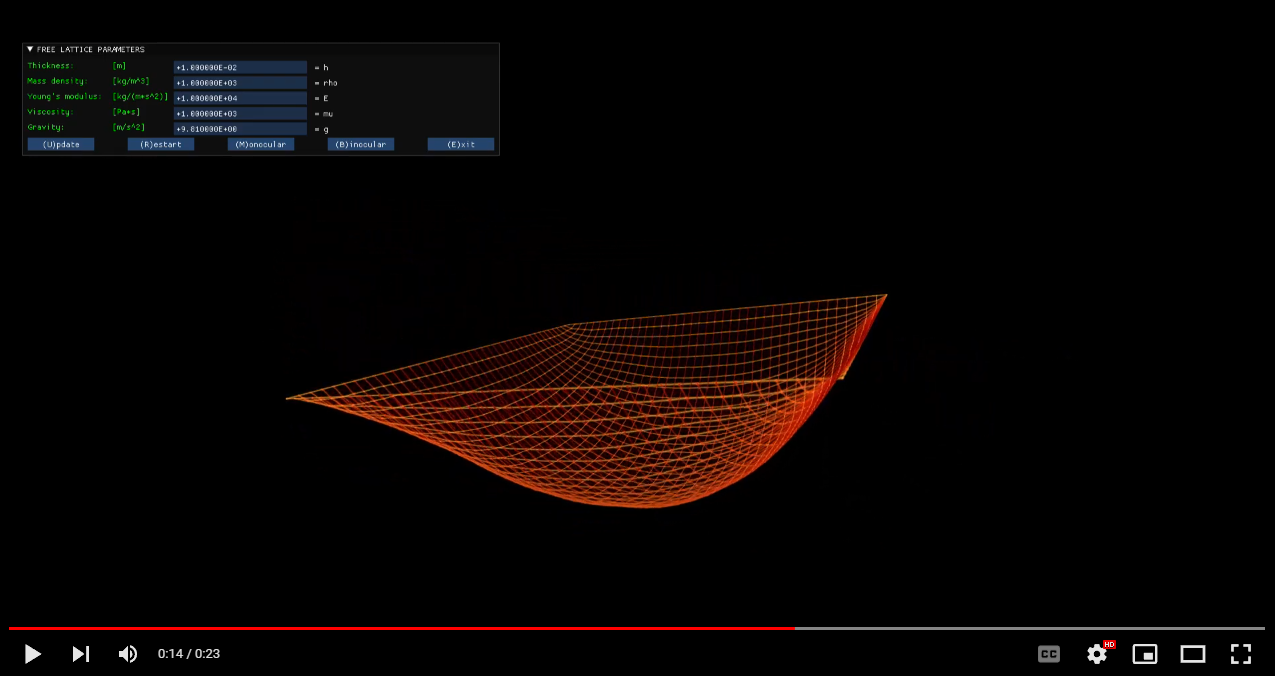 ▼ FREE LATTICE PARAMETERS
Thickness: [m] +1.000000E-02 = h
Mass density: [kg/m^3] +1.000000E+03 = rho
Young's modulus: [kg/(m*s^2)] +1.000000E+04 = E
Viscosity: [Pa*s] +1.000000E+03 = mu
Gravity: [m/s^2] +9.810000E+00 = g
(U)pdate (R)estart (M)onocular (B)inocular (E)xit
0:14 / 0:23 CC HD